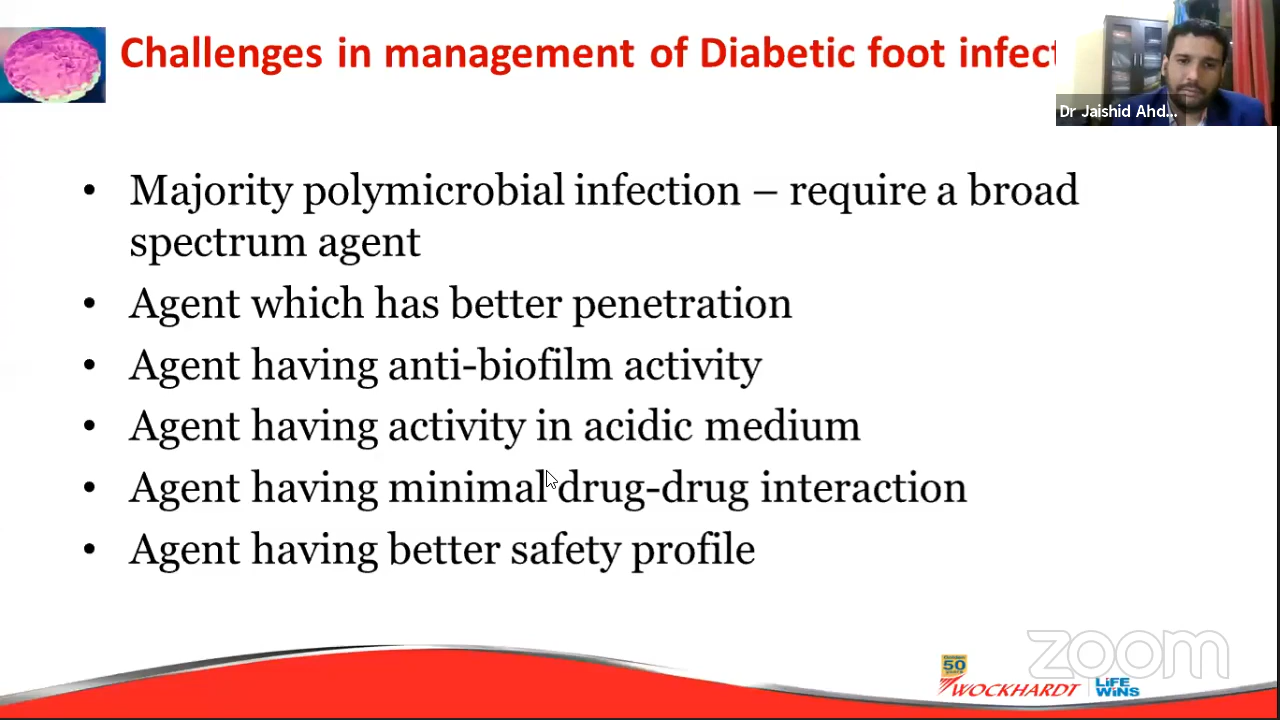 Challenges in management of Diabetic foot infect
Dr Jaishid Ahd...
• Majority polymicrobial infection – require a broad
spectrum agent
• Agent which has better penetration
• Agent having anti-biofilm activity
• Agent having activity in acidic medium
• Agent having minimal drug-drug interaction
• Agent having better safety profile
zoom
50
WOCKHARDT
LIFE
WINS